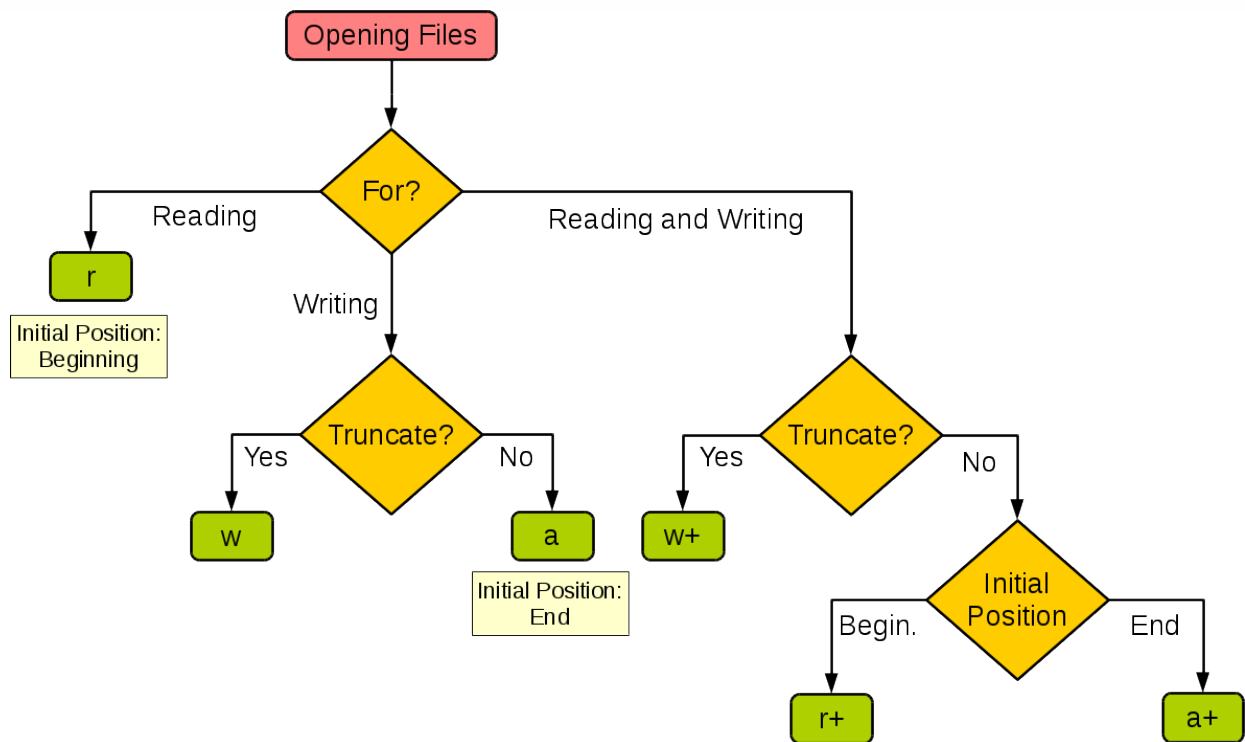 Opening Files
For?
Reading
Reading and Writing
r
Writing
Initial Position:
Beginning
Truncate?
Truncate?
Yes
No
Yes
No
w
a
w+
Initial Position:
End
Initial
Position
Begin.
End
r+
a+